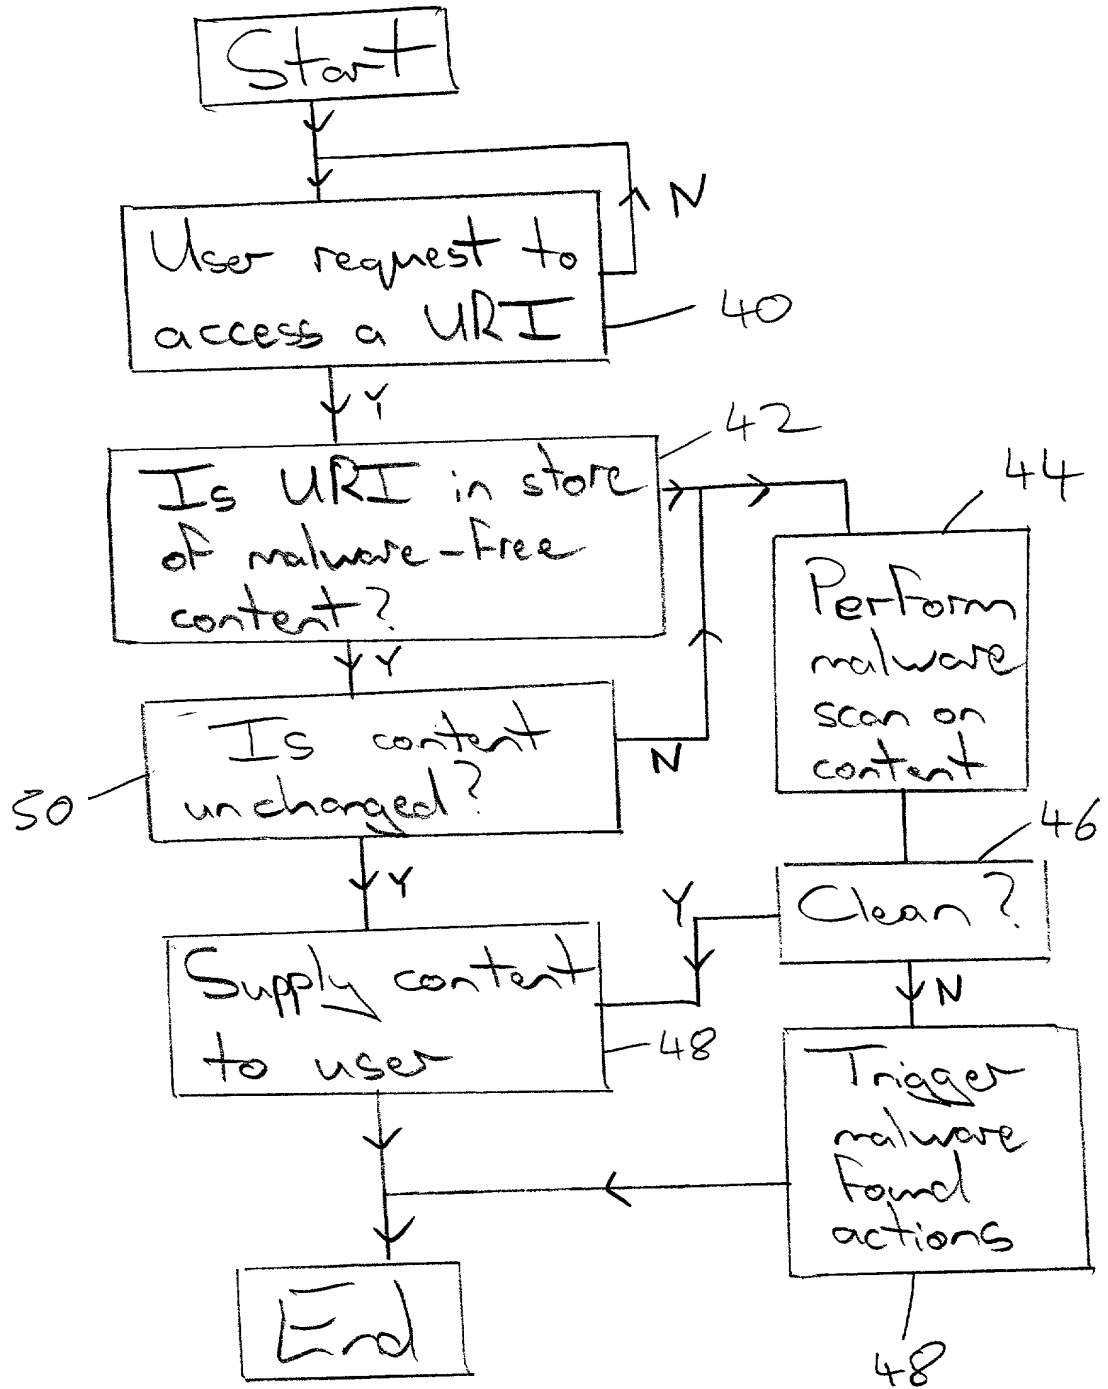 Start
N
User request to
access a URI
40
Y
42
Is URI in store
of malware-free
content?
44
Perform
malware
scan on
content
Y
Is content
unchanged?
N
50
46
Clean?
Y
Y
N
Supply content
to user
48
Trigger
malware
found
actions
End
48